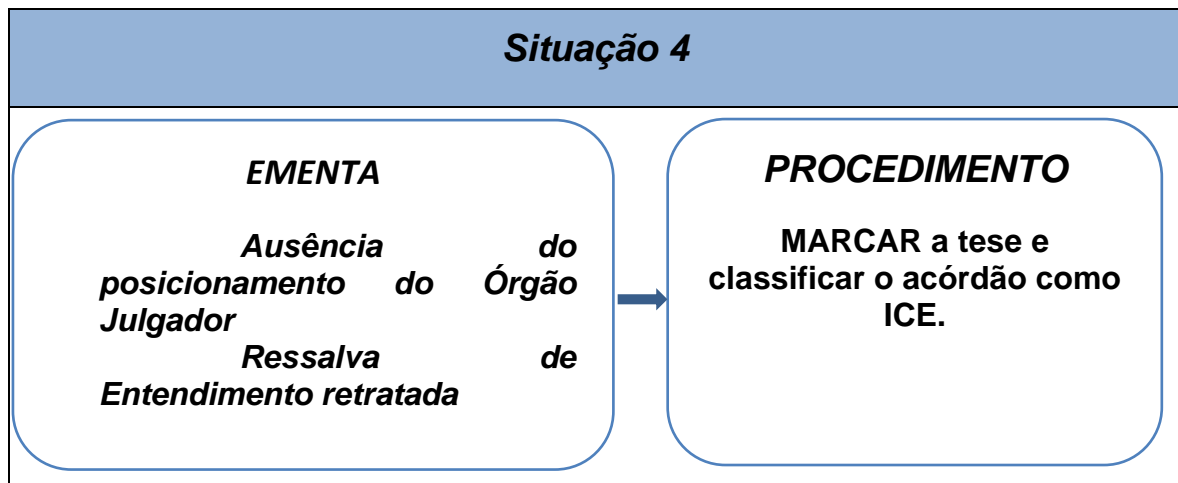 Situação 4
EMENTA
Ausência do
posicionamento do Órgão
Julgador
Ressalva de
Entendimento retratada
PROCEDIMENTO
MARCAR a tese e
classificar o acórdão como
ICE.